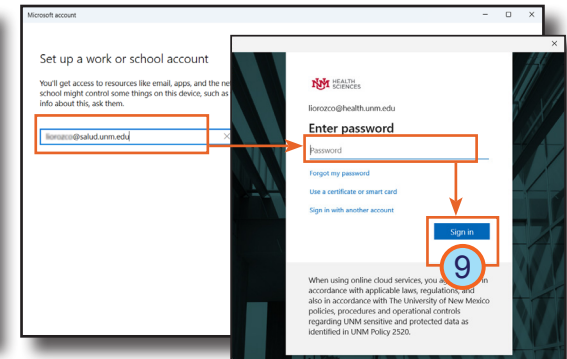 Microsoft account
Set up a work or school account
You'll get access to resources like email, apps, and the ne
school might control some things on this device, such as
info about this, ask them.
@salud.unm.edu
UNM HEALTH
SCIENCES
liorozco@health.unm.edu
Enter password
Password
Forgot my password
Use a certificate or smart card
Sign in with another account
Sign in
9
When using online cloud services, you in
accordance with applicable laws, regulations, and
also in accordance with The University of New Mexico
policies, procedures and operational controls
regarding UNM sensitive and protected data as
identified in UNM Policy 2520.